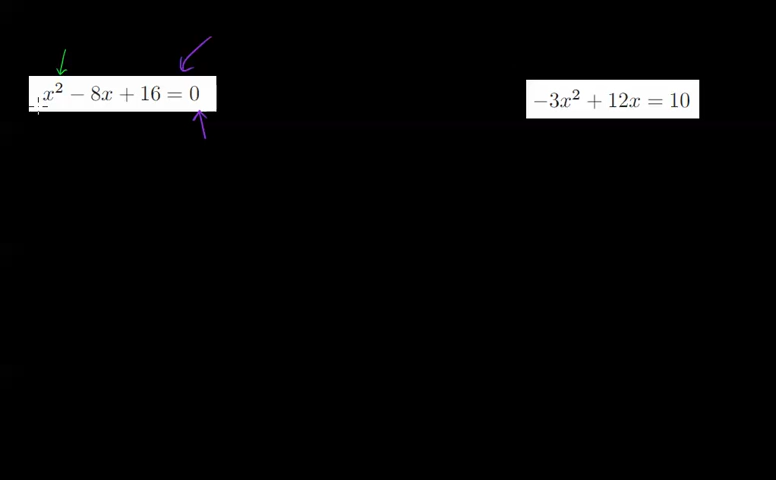 x² − 8x + 16 = 0
−3x² + 12x = 10